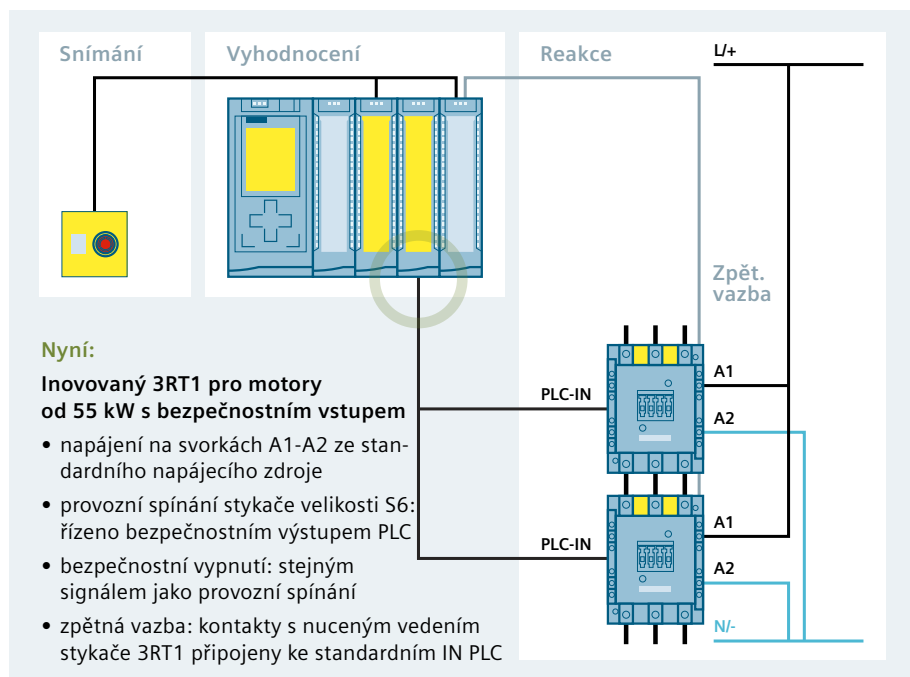 Snímání
Vyhodnocení
Reakce
L/+
Zpět.
vazba
Nyní:
Inovovaný 3RT1 pro motory
od 55 kW s bezpečnostním vstupem
• napájení na svorkách A1-A2 ze stan-
dardního napájecího zdroje
• provozní spínání stykače velikosti S6:
řízeno bezpečnostním výstupem PLC
• bezpečnostní vypnutí: stejným
signálem jako provozní spínání
• zpětná vazba: kontakty s nuceným vedením
stykače 3RT1 připojeny ke standardním IN PLC
PLC-IN
A1
A2
PLC-IN
A1
A2
N/-